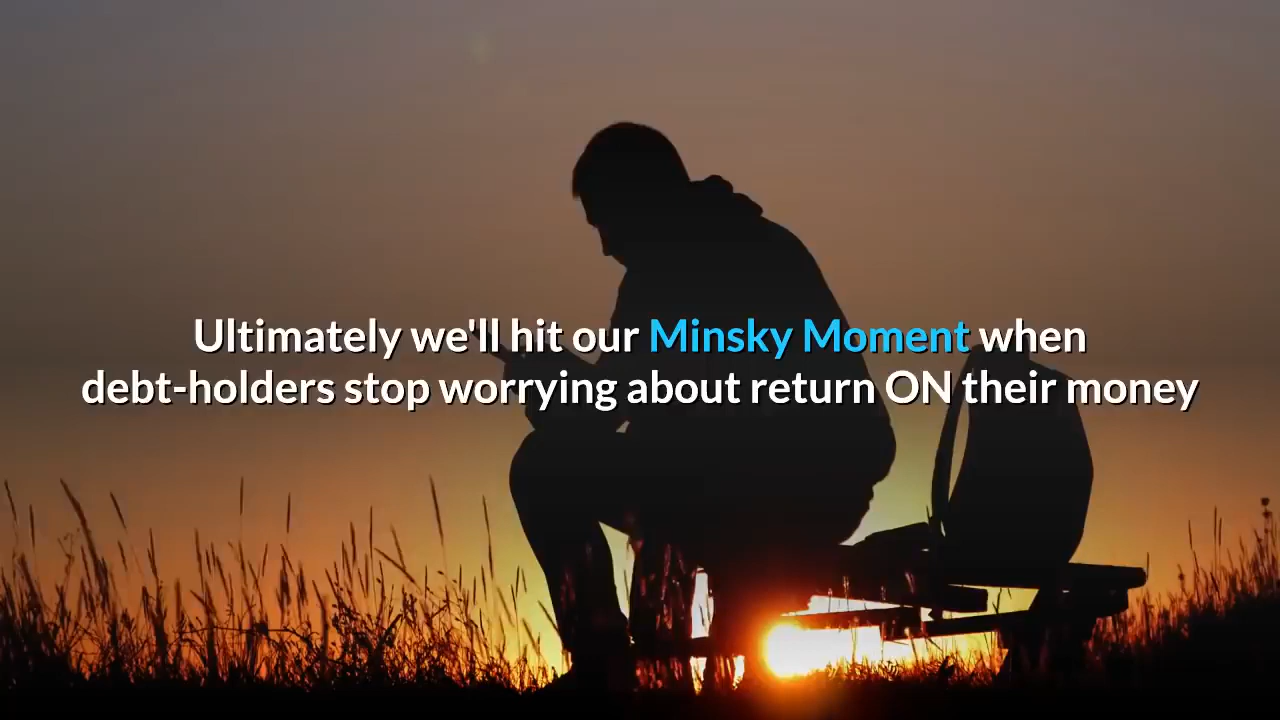 Ultimately we'll hit our Minsky Moment when
debt-holders stop worrying about return ON their money